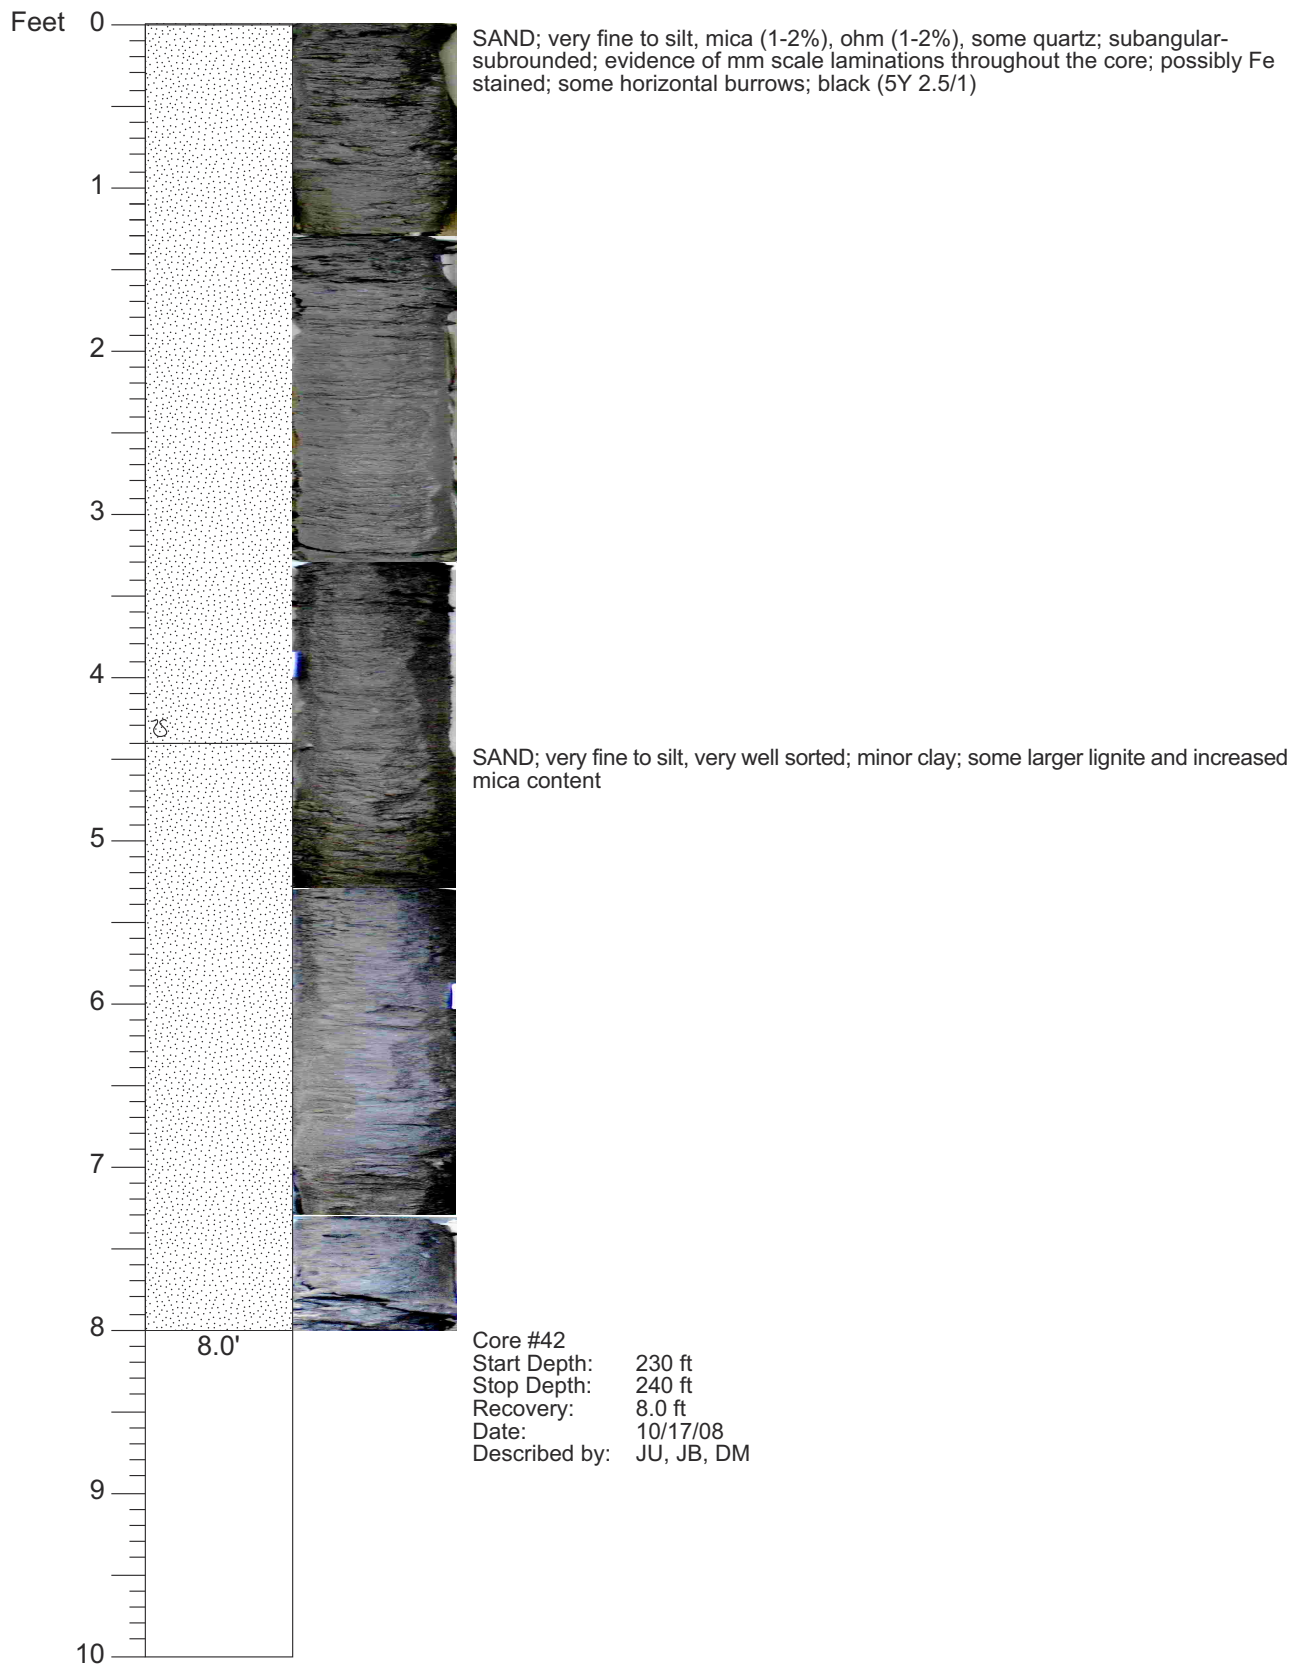 Feet 0
SAND; very fine to silt, mica (1-2%), ohm (1-2%), some quartz; subangular-
subrounded; evidence of mm scale laminations throughout the core; possibly Fe
stained; some horizontal burrows; black (5Y 2.5/1)
1
2
3
4
SAND; very fine to silt, very well sorted; minor clay; some larger lignite and increased
mica content
5
6
7
8
8.0'
Core #42
Start Depth: 230 ft
Stop Depth: 240 ft
Recovery: 8.0 ft
Date: 10/17/08
Described by: JU, JB, DM
9
10